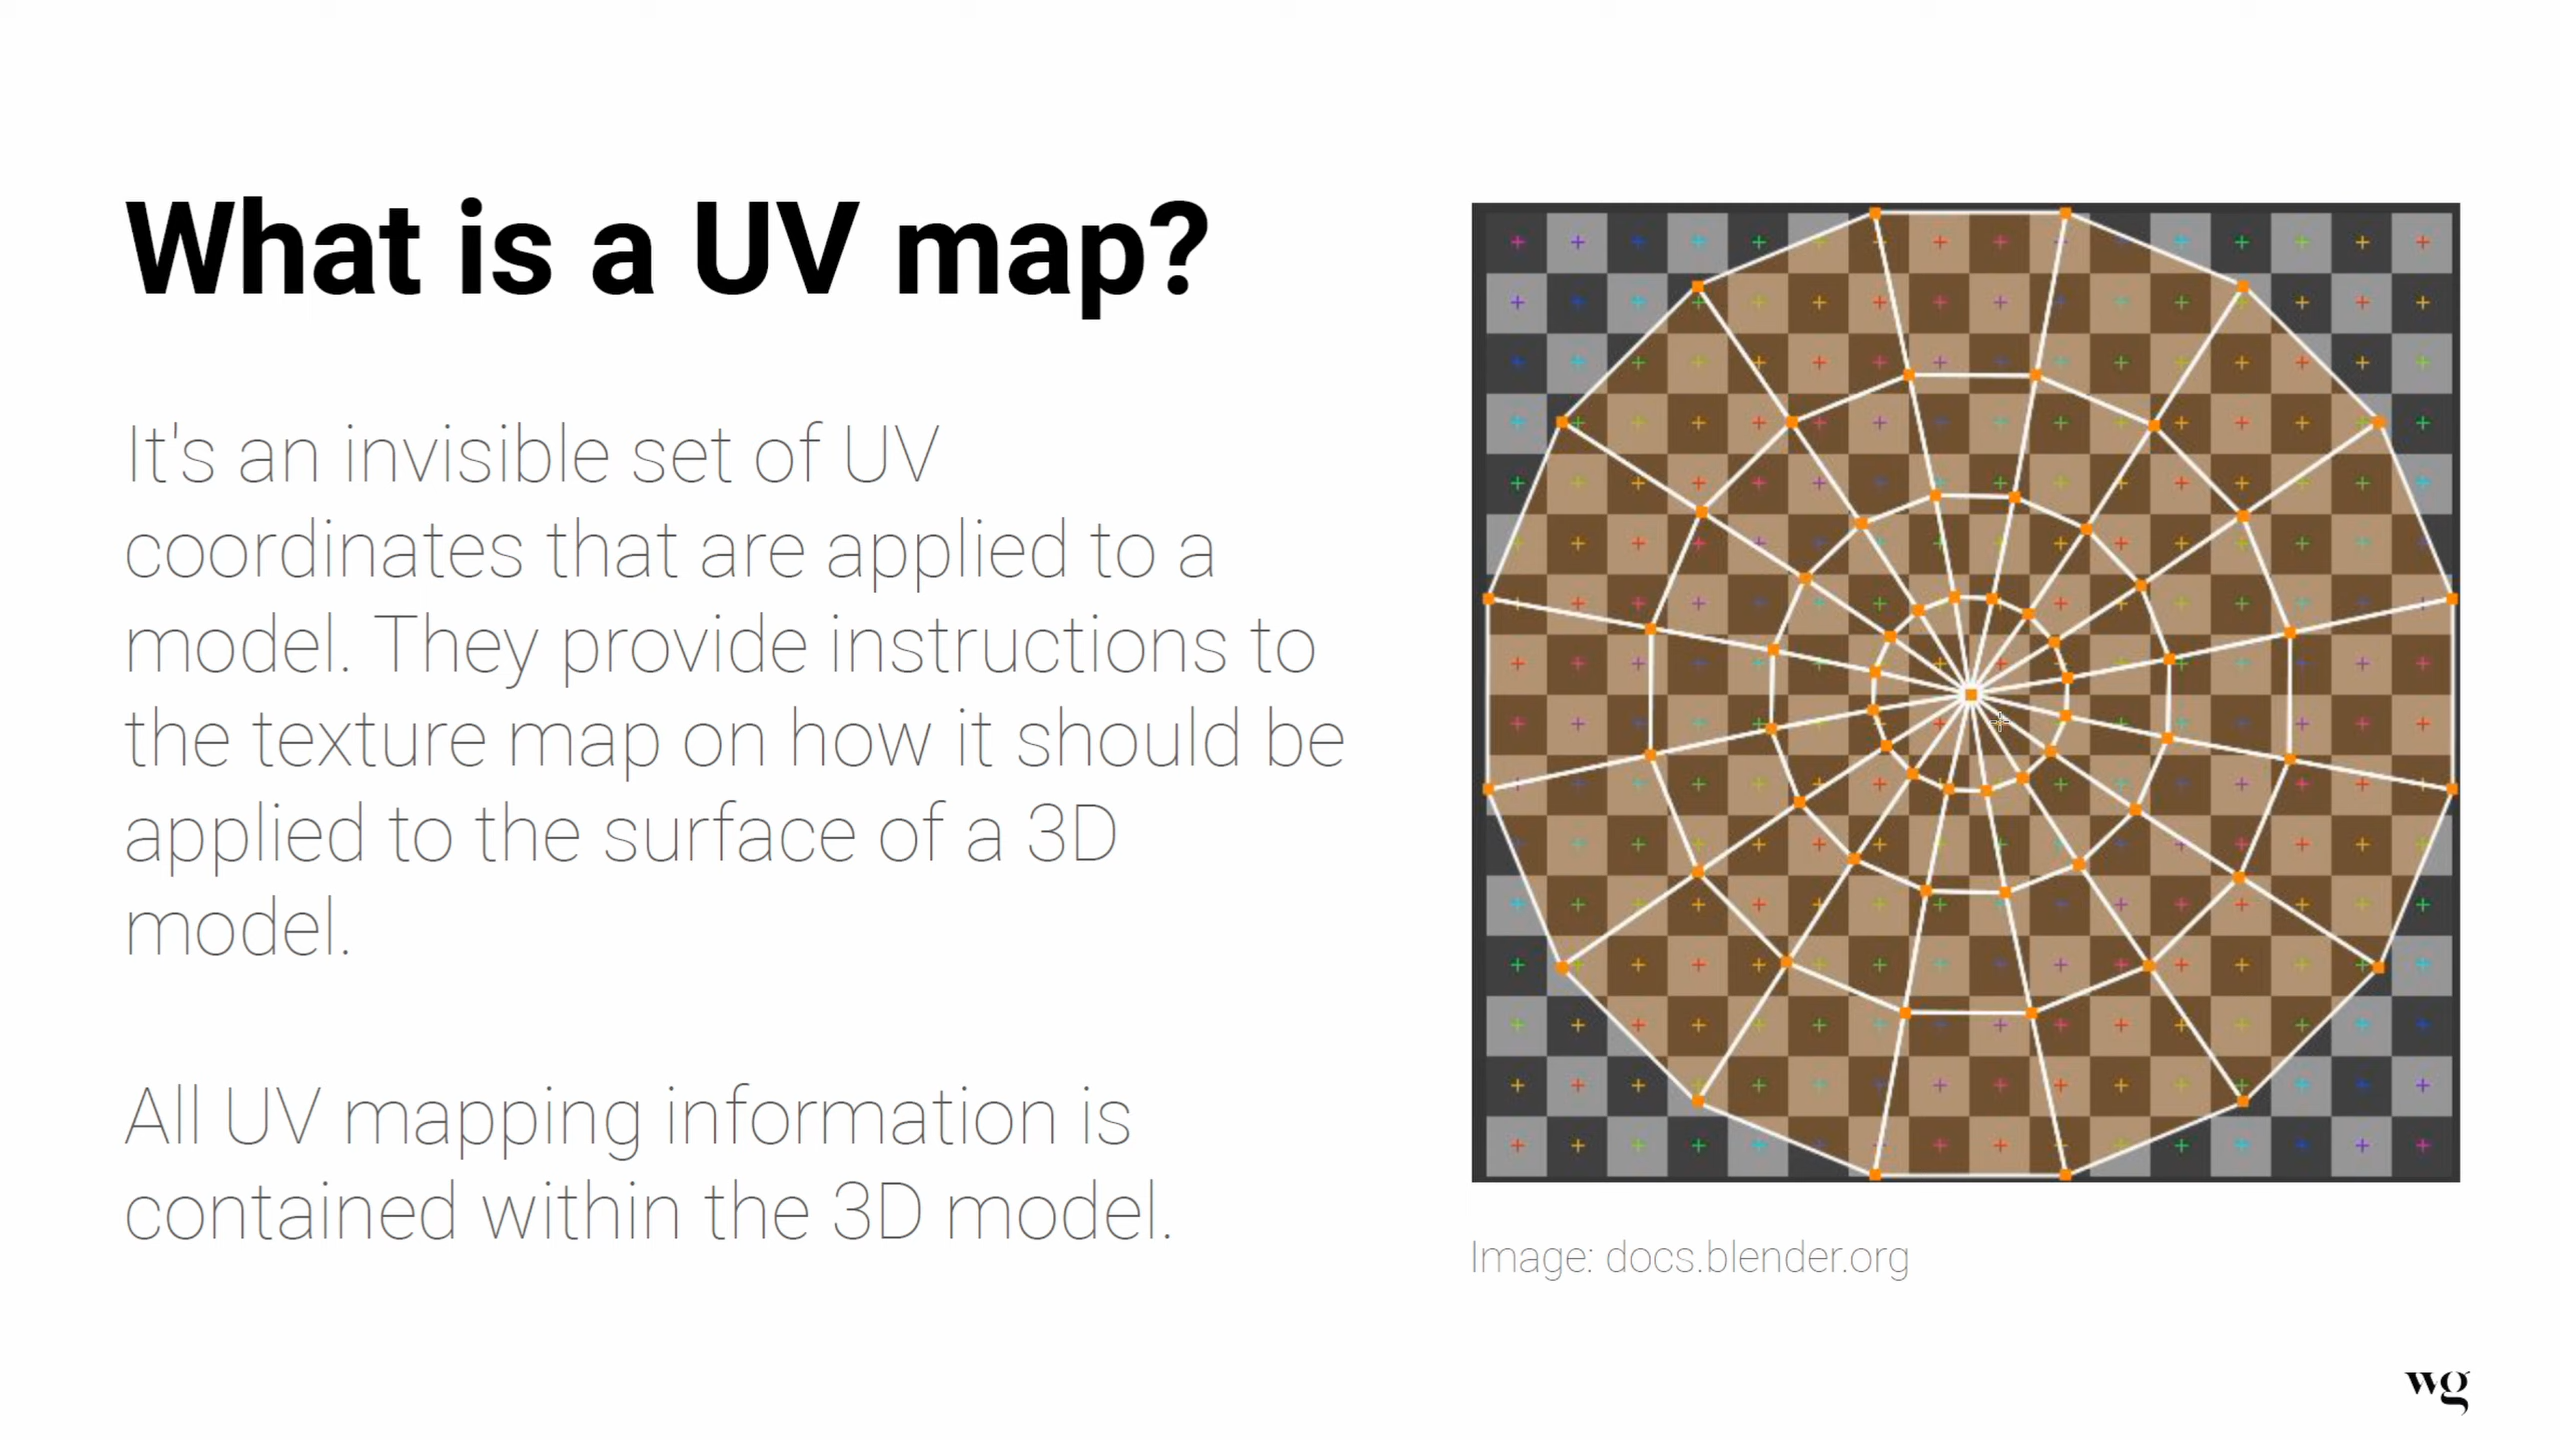 What is a UV map?
It's an invisible set of UV
coordinates that are applied to a
model. They provide instructions to
the texture map on how it should be
applied to the surface of a 3D
model.
All UV mapping information is
contained within the 3D model.
Image: docs.blender.org
wg